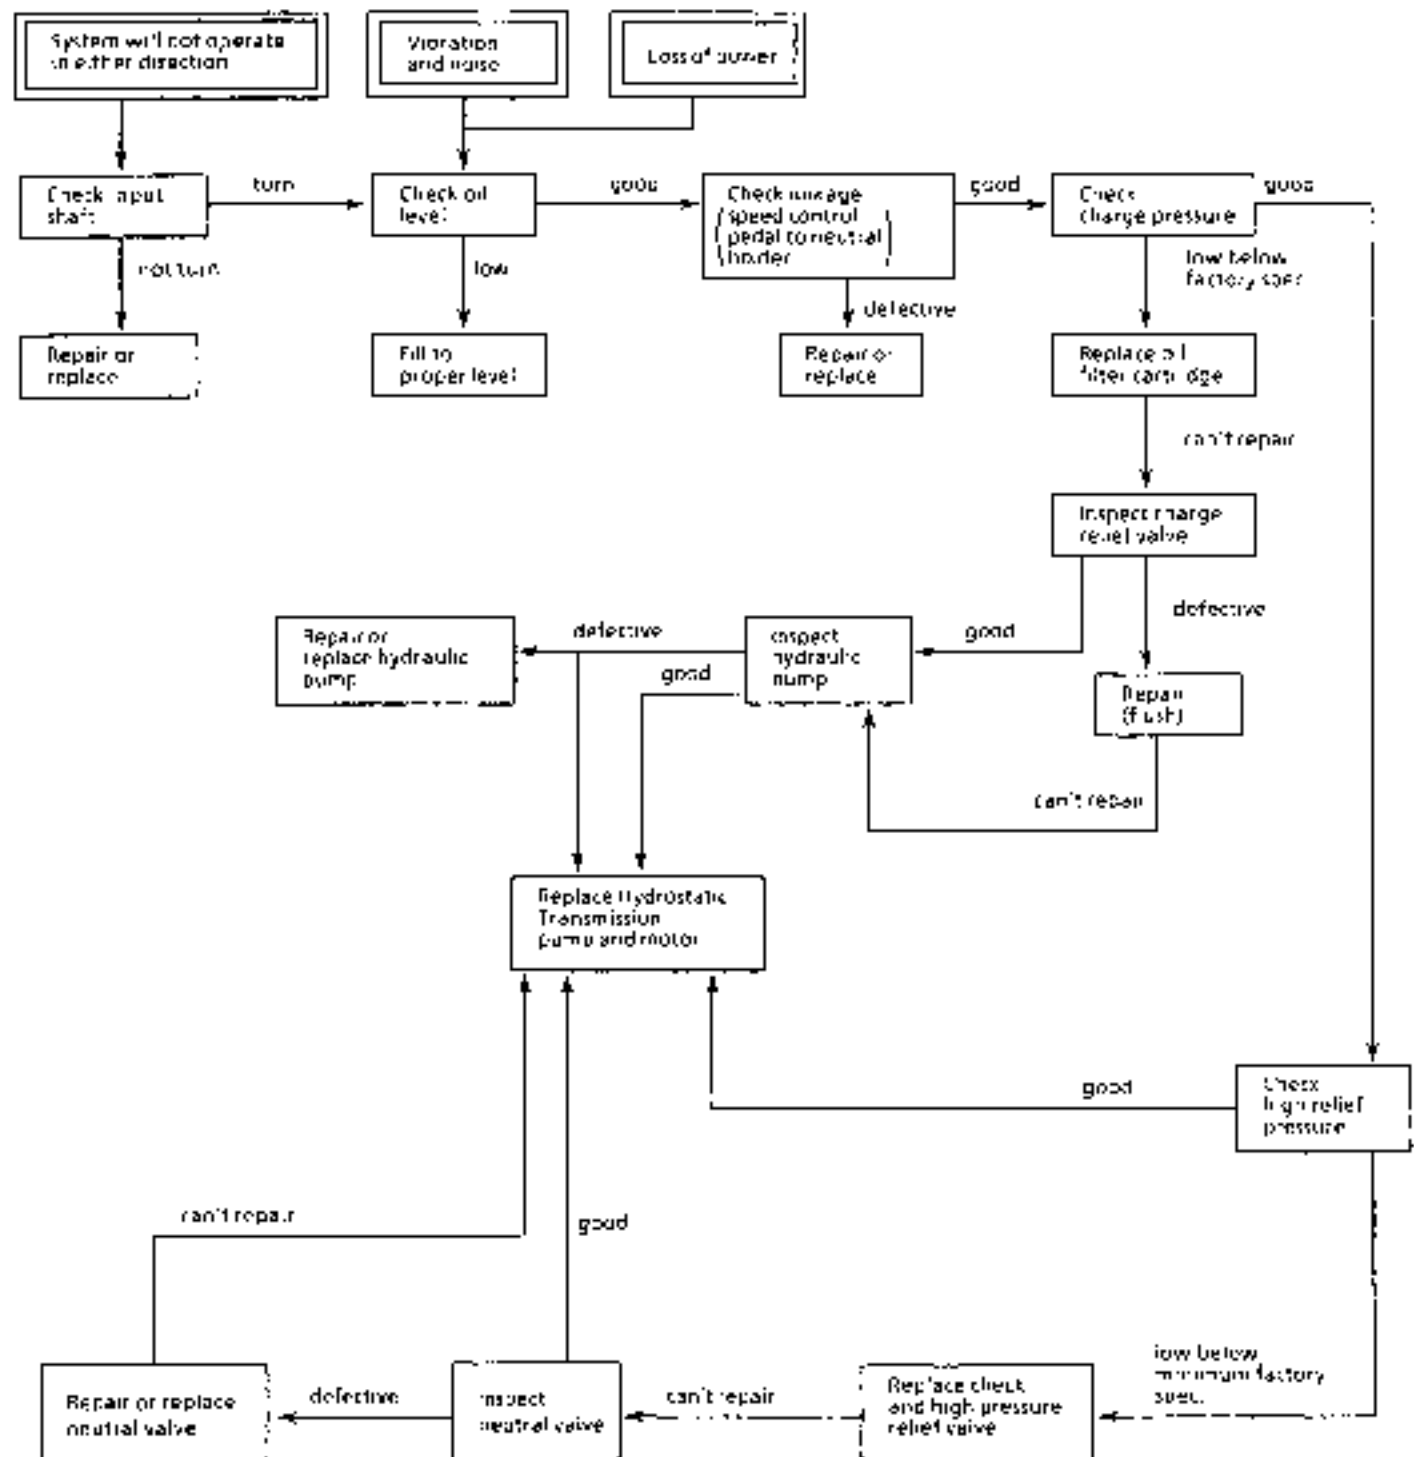 System will not operate
in either direction
Vibration
and noise
Loss of power
Check input
shaft
turn
Check oil
level
good
Check linkage
(speed control
pedal to neutral
holder)
good
Check
charge pressure
good
not turn
low
defective
low below
factory spec
Repair or
replace
Fill to
proper level
Repair or
replace
Replace oil
filter cartridge
can't repair
Inspect charge
relief valve
defective
good
Inspect
hydraulic
pump
defective
good
Repair or
replace hydraulic
pump
Repair
(flush)
can't repair
Replace Hydrostatic
Transmission
pump and motor
good
Check
high relief
pressure
can't repair
good
low below
minimum factory
spec.
Replace check
and high pressure
relief valve
can't repair
Inspect
neutral valve
defective
Repair or replace
neutral valve